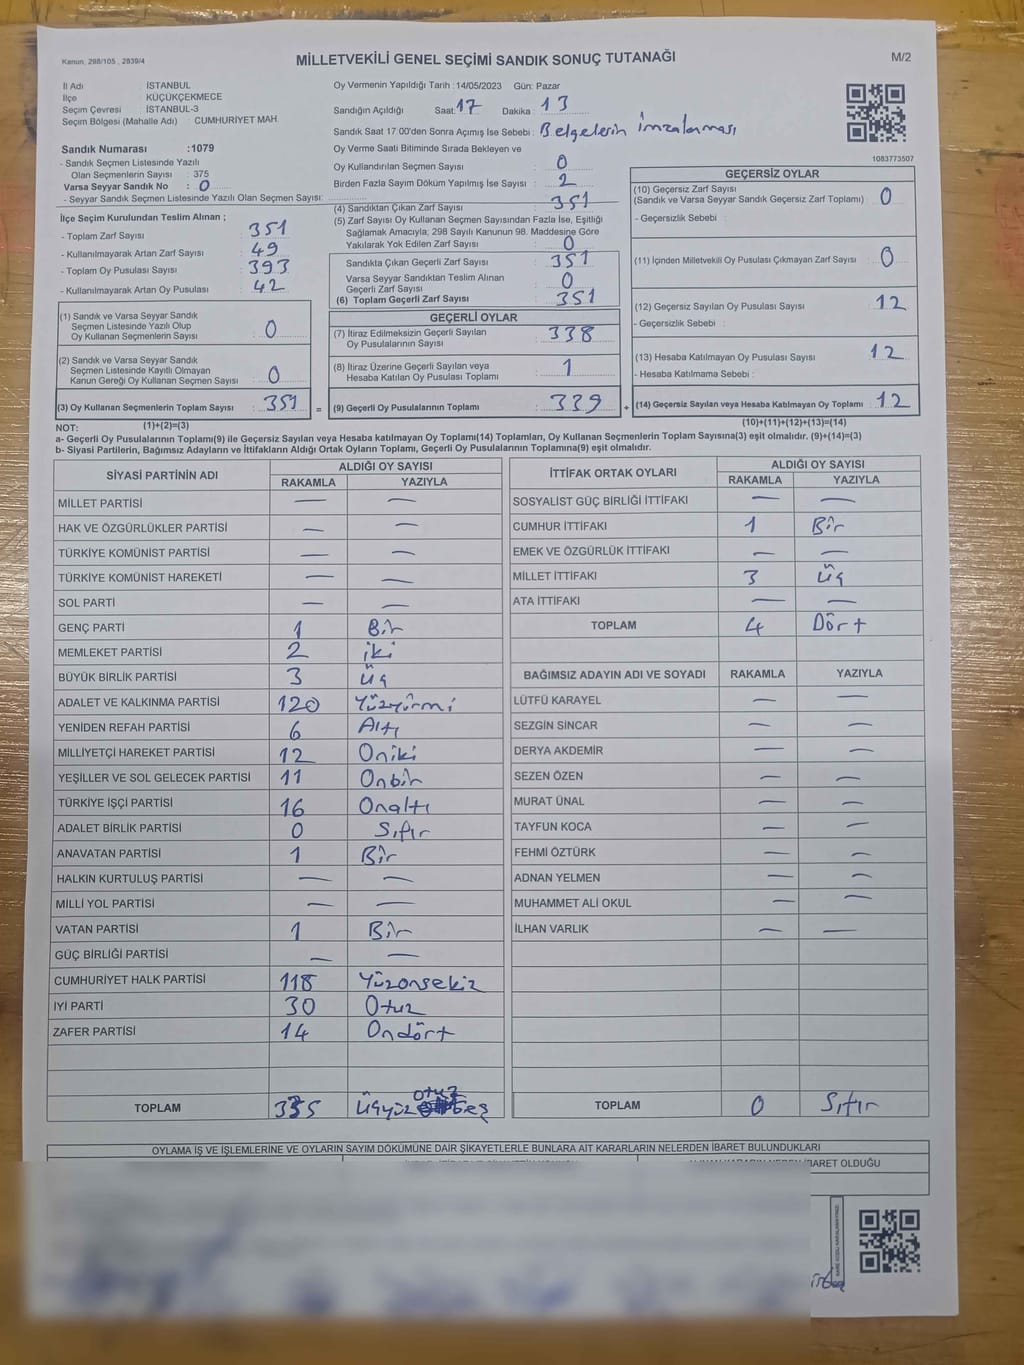 Kanun, 298/105 , 2839/4
MİLLETVEKİLİ GENEL SEÇİMİ SANDIK SONUÇ TUTANAĞI
M/2
İl Adı : İSTANBUL
İlçe : KÜÇÜKÇEKMECE
Seçim Çevresi : İSTANBUL-3
Seçim Bölgesi (Mahalle Adı) : CUMHURİYET MAH.
Sandık Numarası :1079
- Sandık Seçmen Listesinde Yazılı
Olan Seçmenlerin Sayısı : 375
Varsa Seyyar Sandık No : 0
- Seyyar Sandık Seçmen Listesinde Yazılı Olan Seçmen Sayısı:
İlçe Seçim Kurulundan Teslim Alınan ;
- Toplam Zarf Sayısı : 351
- Kullanılmayarak Artan Zarf Sayısı : 49
- Toplam Oy Pusulası Sayısı : 393
- Kullanılmayarak Artan Oy Pusulası : 42
(1) Sandık ve Varsa Seyyar Sandık
Seçmen Listesinde Yazılı Olup
Oy Kullanan Seçmenlerin Sayısı : 0
(2) Sandık ve Varsa Seyyar Sandık
Seçmen Listesinde Kayıtlı Olmayan
Kanun Gereği Oy Kullanan Seçmen Sayısı : 0
(3) Oy Kullanan Seçmenlerin Toplam Sayısı : 351 =
(1)+(2)=(3)
Oy Vermenin Yapıldığı Tarih : 14/05/2023 Gün: Pazar
Sandığın Açıldığı Saat: 17 Dakika : 13
Sandık Saat 17:00'den Sonra Açılmış İse Sebebi : Belgelerin imzalanması
Oy Verme Saati Bitiminde Sırada Bekleyen ve
Oy Kullandırılan Seçmen Sayısı : 0
Birden Fazla Sayım Döküm Yapılmış İse Sayısı : 2
(4) Sandıktan Çıkan Zarf Sayısı : 351
(5) Zarf Sayısı Oy Kullanan Seçmen Sayısından Fazla İse, Eşitliği
Sağlamak Amacıyla; 298 Sayılı Kanunun 98. Maddesine Göre
Yakılarak Yok Edilen Zarf Sayısı : 0
Sandıkta Çıkan Geçerli Zarf Sayısı : 351
Varsa Seyyar Sandıktan Teslim Alınan
Geçerli Zarf Sayısı : 0
(6) Toplam Geçerli Zarf Sayısı : 351
GEÇERLİ OYLAR
(7) İtiraz Edilmeksizin Geçerli Sayılan
Oy Pusulalarının Sayısı : 338
(8) İtiraz Üzerine Geçerli Sayılan veya
Hesaba Katılan Oy Pusulası Toplamı : 1
(9) Geçerli Oy Pusulalarının Toplamı : 339 +
1083773507
GEÇERSİZ OYLAR
(10) Geçersiz Zarf Sayısı
(Sandık ve Varsa Seyyar Sandık Geçersiz Zarf Toplamı) : 0
- Geçersizlik Sebebi :
(11) İçinden Milletvekili Oy Pusulası Çıkmayan Zarf Sayısı : 0
(12) Geçersiz Sayılan Oy Pusulası Sayısı : 12
- Geçersizlik Sebebi :
(13) Hesaba Katılmayan Oy Pusulası Sayısı : 12
- Hesaba Katılmama Sebebi :
(14) Geçersiz Sayılan veya Hesaba Katılmayan Oy Toplamı : 12
(10)+(11)+(12)+(13)=(14)
NOT:
a- Geçerli Oy Pusulalarının Toplamı(9) ile Geçersiz Sayılan veya Hesaba katılmayan Oy Toplamı(14) Toplamları, Oy Kullanan Seçmenlerin Toplam Sayısına(3) eşit olmalıdır. (9)+(14)=(3)
b- Siyasi Partilerin, Bağımsız Adayların ve İttifakların Aldığı Ortak Oyların Toplamı, Geçerli Oy Pusulalarının Toplamına(9) eşit olmalıdır.
SİYASİ PARTİNİN ADI ALDIĞI OY SAYISI
RAKAMLA YAZIYLA
MİLLET PARTİSİ — —
HAK VE ÖZGÜRLÜKLER PARTİSİ — —
TÜRKİYE KOMÜNİST PARTİSİ — —
TÜRKİYE KOMÜNİST HAREKETİ — —
SOL PARTİ — —
GENÇ PARTİ 1 Bir
MEMLEKET PARTİSİ 2 iki
BÜYÜK BİRLİK PARTİSİ 3 üç
ADALET VE KALKINMA PARTİSİ 120 Yüzyirmi
YENİDEN REFAH PARTİSİ 6 Altı
MİLLİYETÇİ HAREKET PARTİSİ 12 Oniki
YEŞİLLER VE SOL GELECEK PARTİSİ 11 Onbir
TÜRKİYE İŞÇİ PARTİSİ 16 Onaltı
ADALET BİRLİK PARTİSİ 0 Sıfır
ANAVATAN PARTİSİ 1 Bir
HALKIN KURTULUŞ PARTİSİ — —
MİLLİ YOL PARTİSİ — —
VATAN PARTİSİ 1 Bir
GÜÇ BİRLİĞİ PARTİSİ — —
CUMHURİYET HALK PARTİSİ 118 Yüzonsekiz
İYİ PARTİ 30 Otuz
ZAFER PARTİSİ 14 Ondört
TOPLAM 335 üçyüz otuz beş
İTTİFAK ORTAK OYLARI ALDIĞI OY SAYISI
RAKAMLA YAZIYLA
SOSYALİST GÜÇ BİRLİĞİ İTTİFAKI — —
CUMHUR İTTİFAKI 1 Bir
EMEK VE ÖZGÜRLÜK İTTİFAKI — —
MİLLET İTTİFAKI 3 üç
ATA İTTİFAKI — —
TOPLAM 4 Dört
BAĞIMSIZ ADAYIN ADI VE SOYADI RAKAMLA YAZIYLA
LÜTFÜ KARAYEL — —
SEZGİN SİNCAR — —
DERYA AKDEMİR — —
SEZEN ÖZEN — —
MURAT ÜNAL — —
TAYFUN KOCA — —
FEHMİ ÖZTÜRK — —
ADNAN YELMEN — —
MUHAMMET ALİ OKUL — —
İLHAN VARLIK — —
TOPLAM 0 Sıfır
OYLAMA İŞ VE İŞLEMLERİNE VE OYLARIN SAYIM DÖKÜMÜNE DAİR ŞİKAYETLERLE BUNLARA AİT KARARLARIN NELERDEN İBARET BULUNDUKLARI
İBARET OLDUĞU